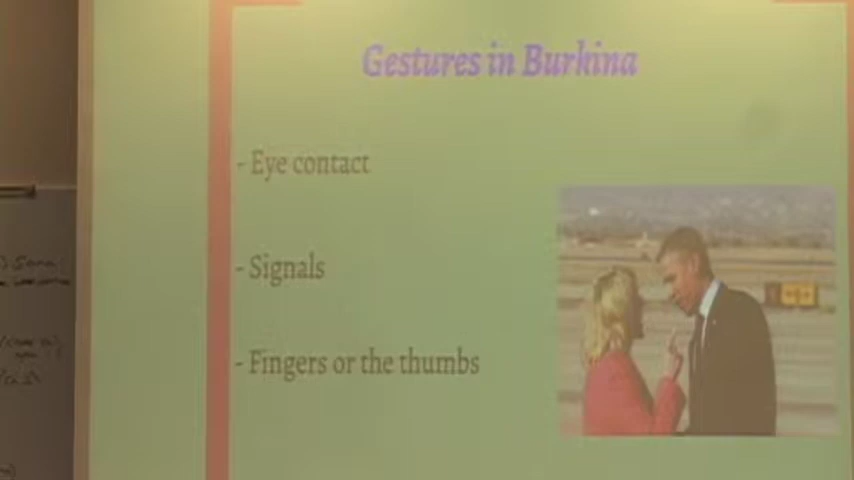 Gestures in Burkina
- Eye contact
- Signals
- Fingers or the thumbs